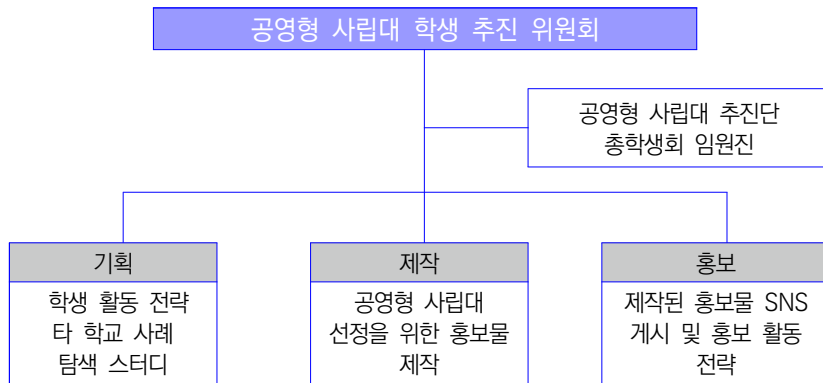 공영형 사립대 학생 추진 위원회
공영형 사립대 추진단
총학생회 임원진
기획
학생 활동 전략
타 학교 사례
탐색 스터디
제작
공영형 사립대
선정을 위한 홍보물
제작
홍보
제작된 홍보물 SNS
게시 및 홍보 활동
전략